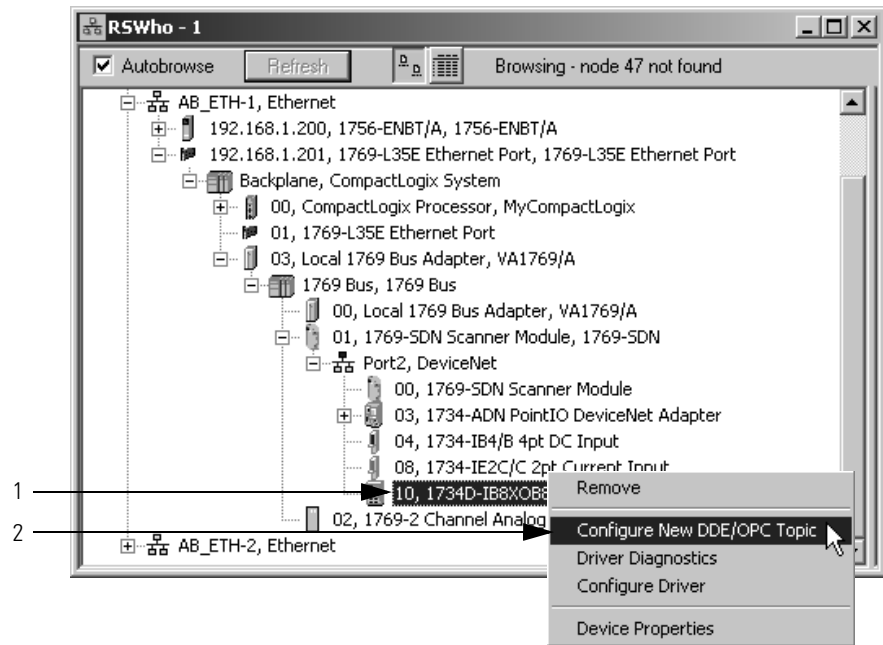 RSWho - 1
Autobrowse Refresh Browsing - node 47 not found
AB_ETH-1, Ethernet
192.168.1.200, 1756-ENBT/A, 1756-ENBT/A
192.168.1.201, 1769-L35E Ethernet Port, 1769-L35E Ethernet Port
Backplane, CompactLogix System
00, CompactLogix Processor, MyCompactLogix
01, 1769-L35E Ethernet Port
03, Local 1769 Bus Adapter, VA1769/A
1769 Bus, 1769 Bus
00, Local 1769 Bus Adapter, VA1769/A
01, 1769-SDN Scanner Module, 1769-SDN
Port2, DeviceNet
00, 1769-SDN Scanner Module
03, 1734-ADN PointIO DeviceNet Adapter
04, 1734-IB4/B 4pt DC Input
08, 1734-IE2C/C 2pt Current Input
1 10, 1734D-IB8XOB8
02, 1769-2 Channel Analog
2
AB_ETH-2, Ethernet
Remove
Configure New DDE/OPC Topic
Driver Diagnostics
Configure Driver
Device Properties